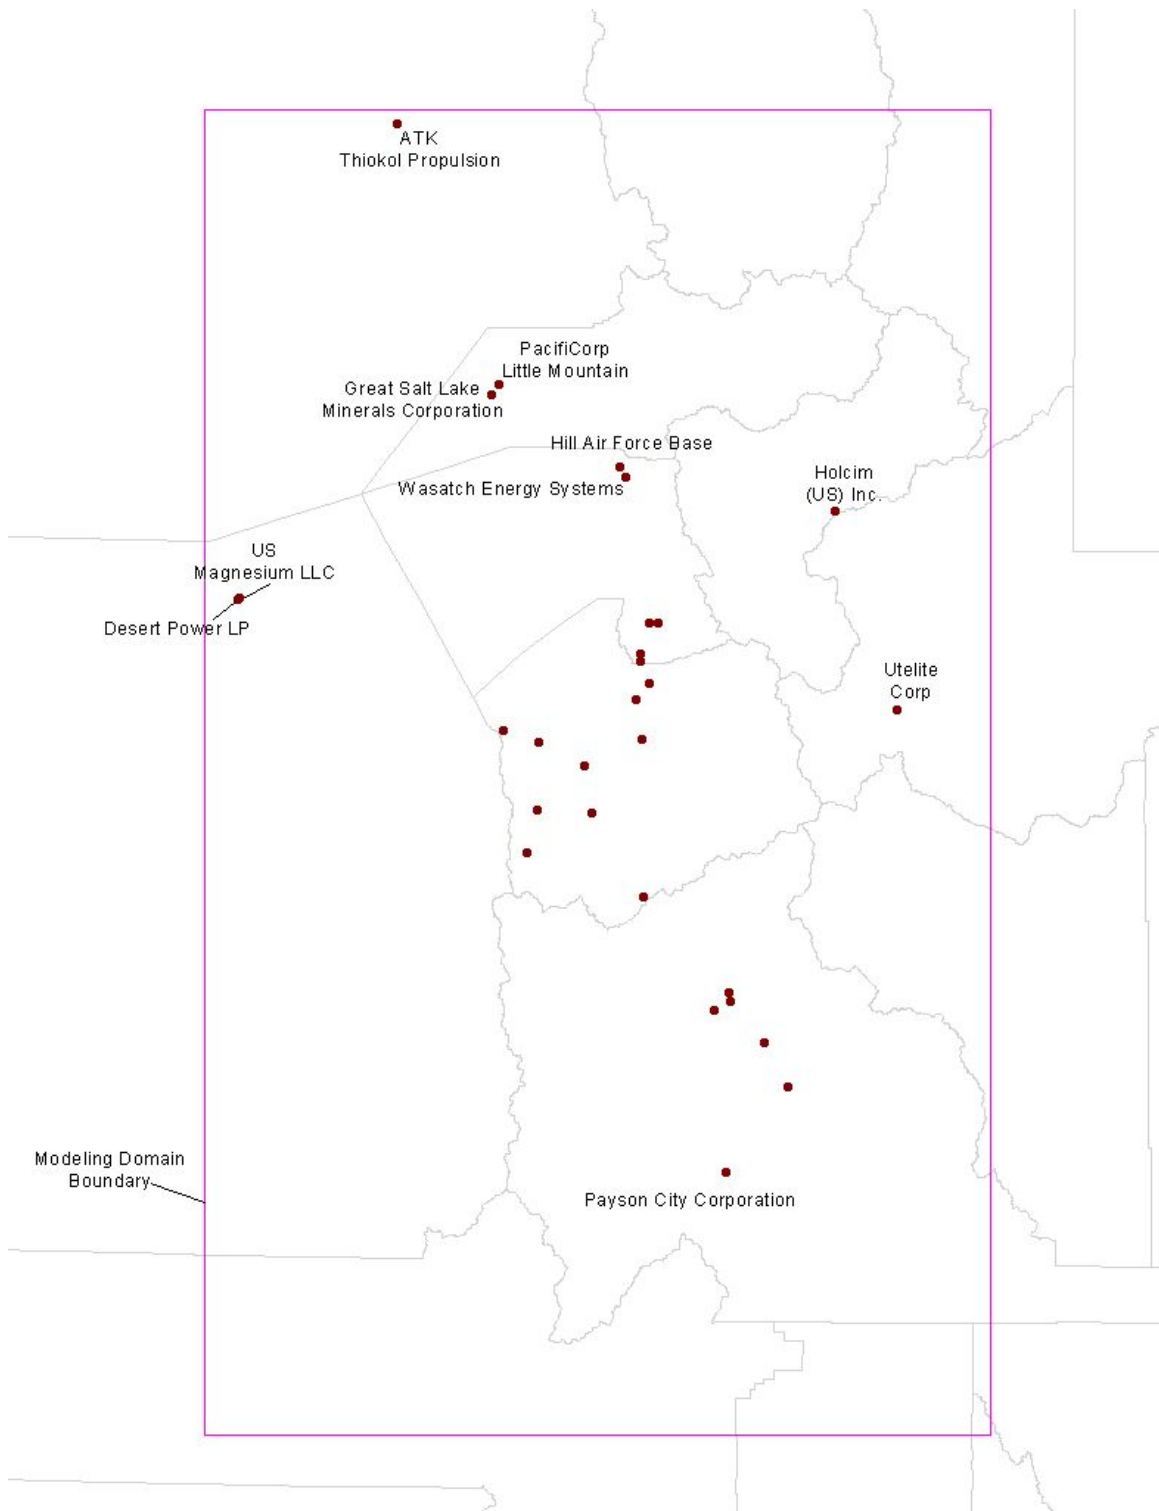 ATK
Thiokol Propulsion
PacifiCorp
Little Mountain
Great Salt Lake
Minerals Corporation
Hill Air Force Base
Wasatch Energy Systems
Holcim
(US) Inc.
US
Magnesium LLC
Desert Power LP
Utelite
Corp
Modeling Domain
Boundary
Payson City Corporation